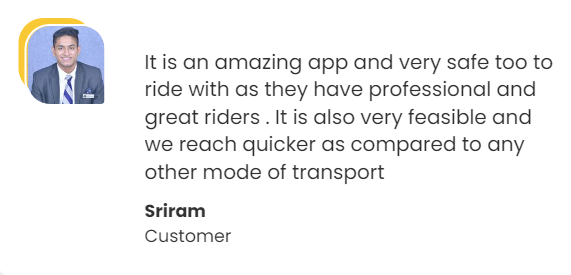 It is an amazing app and very safe too to
ride with as they have professional and
great riders . It is also very feasible and
we reach quicker as compared to any
other mode of transport
Sriram
Customer